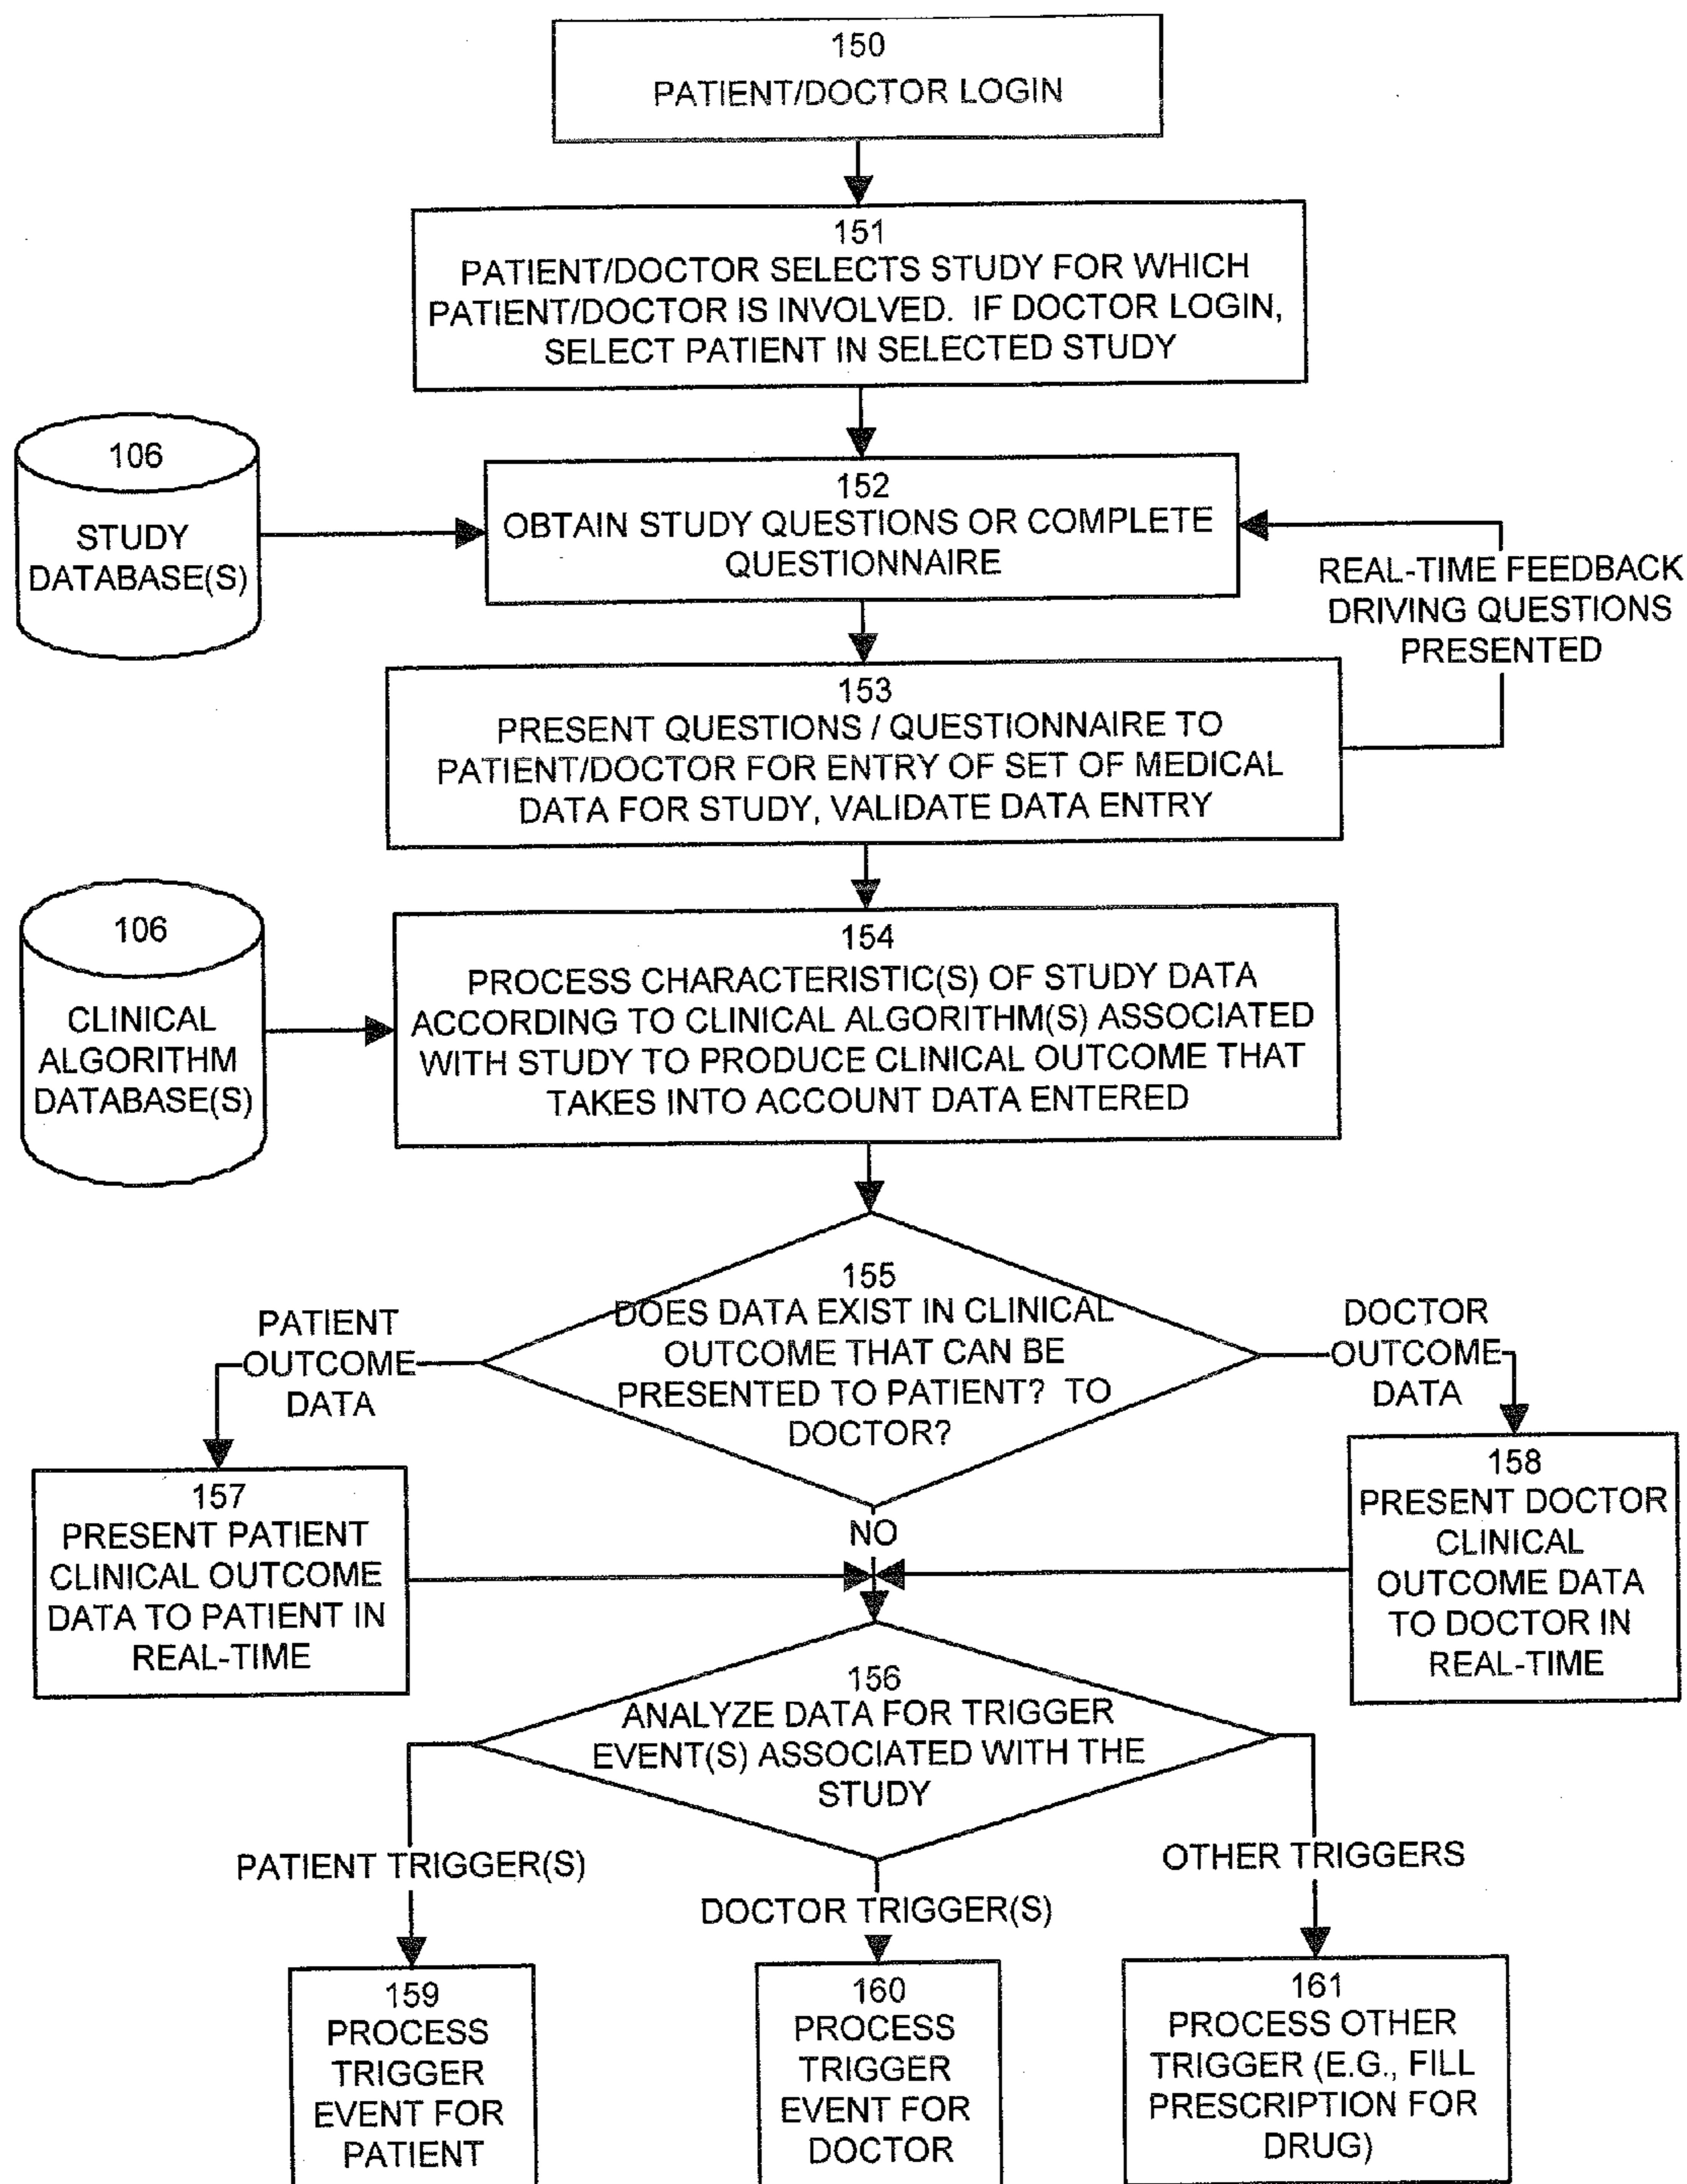 150
PATIENT/DOCTOR LOGIN
151
PATIENT/DOCTOR SELECTS STUDY FOR WHICH
PATIENT/DOCTOR IS INVOLVED.  IF DOCTOR LOGIN,
SELECT PATIENT IN SELECTED STUDY
106
STUDY
DATABASE(S)
152
OBTAIN STUDY QUESTIONS OR COMPLETE
QUESTIONNAIRE
REAL-TIME FEEDBACK
DRIVING QUESTIONS
PRESENTED
153
PRESENT QUESTIONS / QUESTIONNAIRE TO
PATIENT/DOCTOR FOR ENTRY OF SET OF MEDICAL
DATA FOR STUDY, VALIDATE DATA ENTRY
106
CLINICAL
ALGORITHM
DATABASE(S)
154
PROCESS CHARACTERISTIC(S) OF STUDY DATA
ACCORDING TO CLINICAL ALGORITHM(S) ASSOCIATED
WITH STUDY TO PRODUCE CLINICAL OUTCOME THAT
TAKES INTO ACCOUNT DATA ENTERED
155
DOES DATA EXIST IN CLINICAL
OUTCOME THAT CAN BE
PRESENTED TO PATIENT?  TO
DOCTOR?
PATIENT
OUTCOME
DATA
DOCTOR
OUTCOME
DATA
NO
157
PRESENT PATIENT
CLINICAL OUTCOME
DATA TO PATIENT IN
REAL-TIME
158
PRESENT DOCTOR
CLINICAL
OUTCOME DATA
TO DOCTOR IN
REAL-TIME
156
ANALYZE DATA FOR TRIGGER
EVENT(S) ASSOCIATED WITH THE
STUDY
PATIENT TRIGGER(S)
DOCTOR TRIGGER(S)
OTHER TRIGGERS
159
PROCESS
TRIGGER
EVENT FOR
PATIENT
160
PROCESS
TRIGGER
EVENT FOR
DOCTOR
161
PROCESS OTHER
TRIGGER (E.G., FILL
PRESCRIPTION FOR
DRUG)